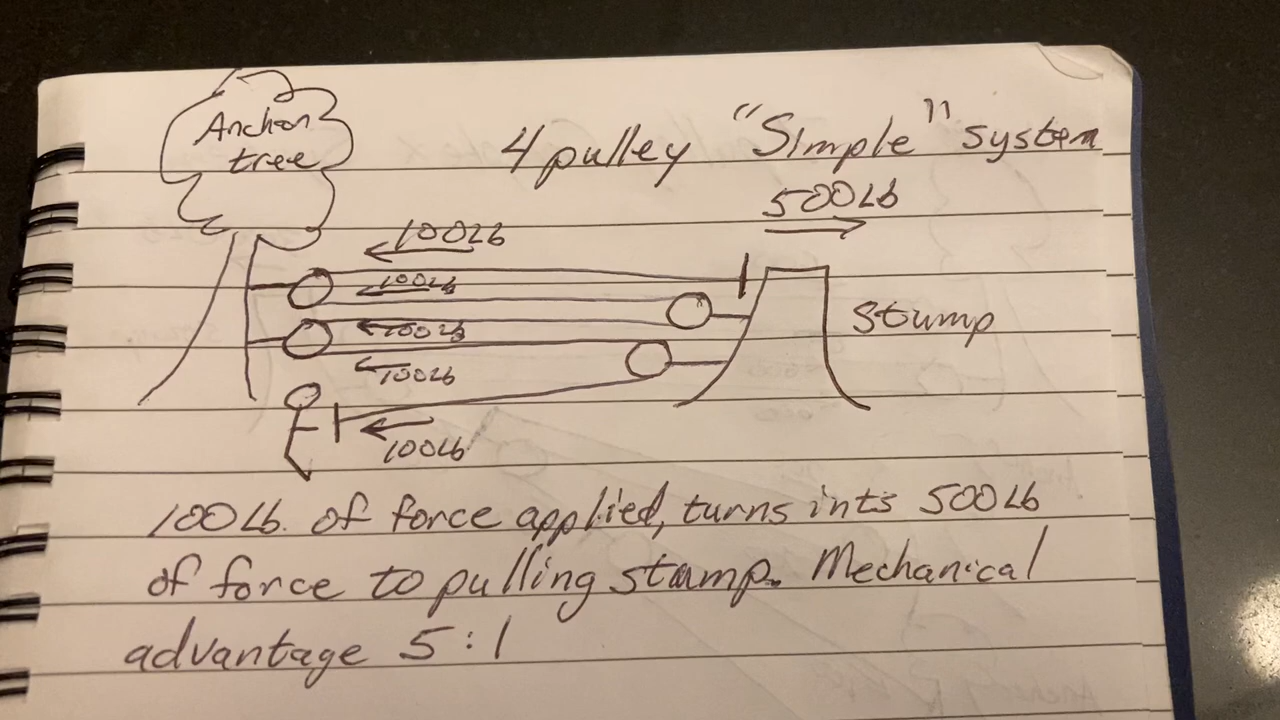 Anchor
tree
4 pulley "Simple" system
500Lb
100Lb
100Lb
100Lb
100Lb
100Lb
Stump
100Lb. of force applied, turns into 500Lb
of force to pulling stump. Mechanical
advantage 5:1